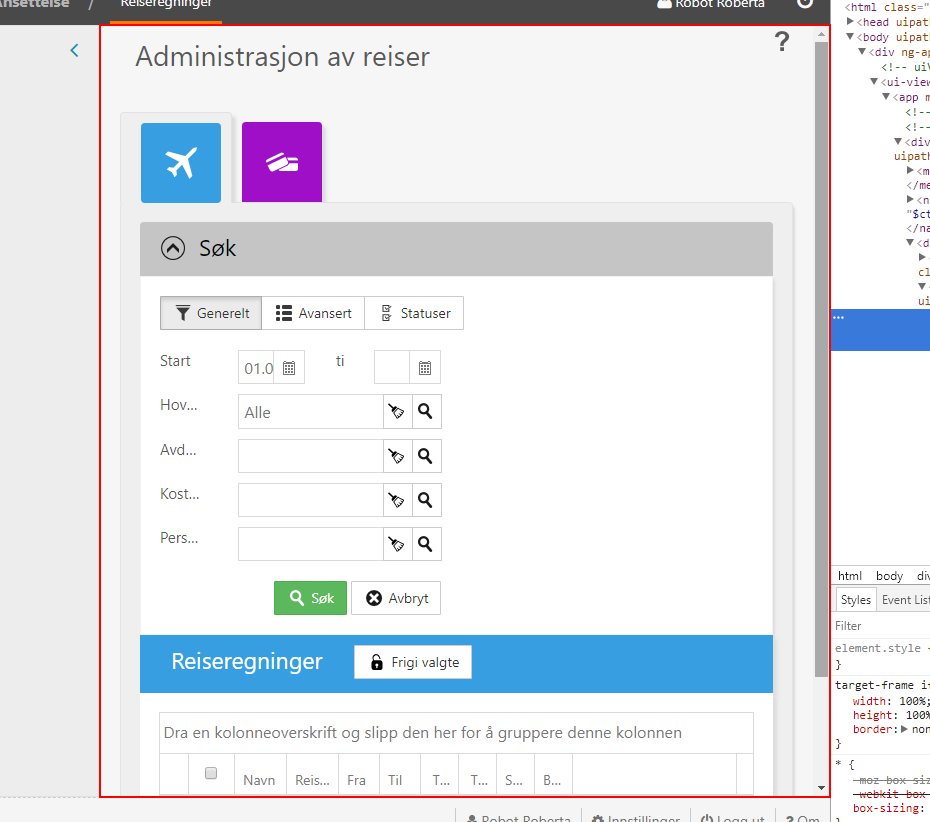 Ansettelse / Reiseregninger Robot Roberta
Administrasjon av reiser ?
Søk
Generelt Avansert Statuser
Start 01.0 ti
Hov... Alle
Avd...
Kost...
Pers...
Søk Avbryt
Reiseregninger Frigi valgte
Dra en kolonneoverskrift og slipp den her for å gruppere denne kolonnen
Navn Reis... Fra Til T... T... S... B...
Robot Roberta Innstillinger Logg ut ? Om
<html class="
<head uipat
<body uipat
<div ng-ap
<!-- uiV
<ui-view
<app m
<!--
<!--
<div
uipath
<m
</me
<n
"$ct
</na
<d
cl
ui
...
html body div
Styles Event List
Filter
element.style
}
target-frame if
width: 100%;
height: 100%
border: non
}
* {
-moz-box-siz
-webkit-box
box-sizing: